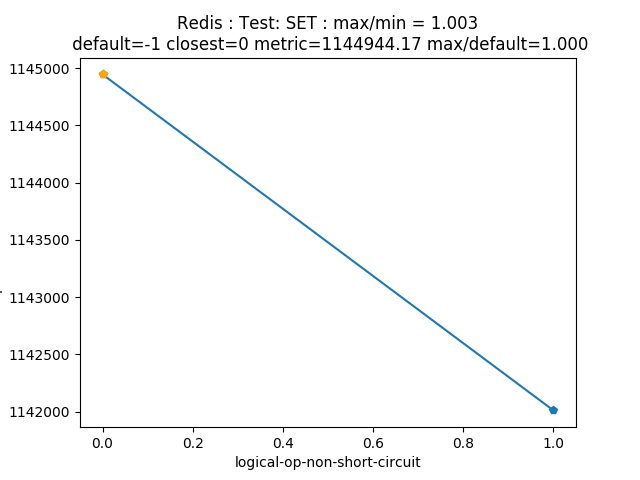 Redis : Test: SET : max/min = 1.003
default=-1 closest=0 metric=1144944.17 max/default=1.000
1145000
1144500
1144000
1143500
1143000
1142500
1142000
0.0 0.2 0.4 0.6 0.8 1.0
logical-op-non-short-circuit